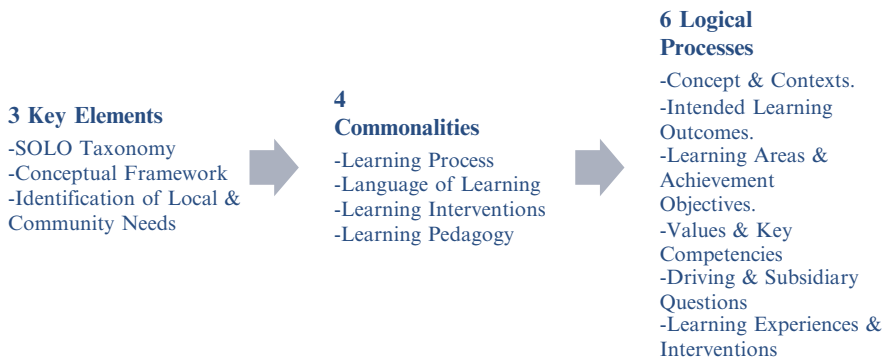 3 Key Elements
-SOLO Taxonomy
-Conceptual Framework
-Identification of Local &
Community Needs
4
Commonalities
-Learning Process
-Language of Learning
-Learning Interventions
-Learning Pedagogy
6 Logical
Processes
-Concept & Contexts.
-Intended Learning
Outcomes.
-Learning Areas &
Achievement
Objectives.
-Values & Key
Competencies
-Driving & Subsidiary
Questions
-Learning Experiences &
Interventions